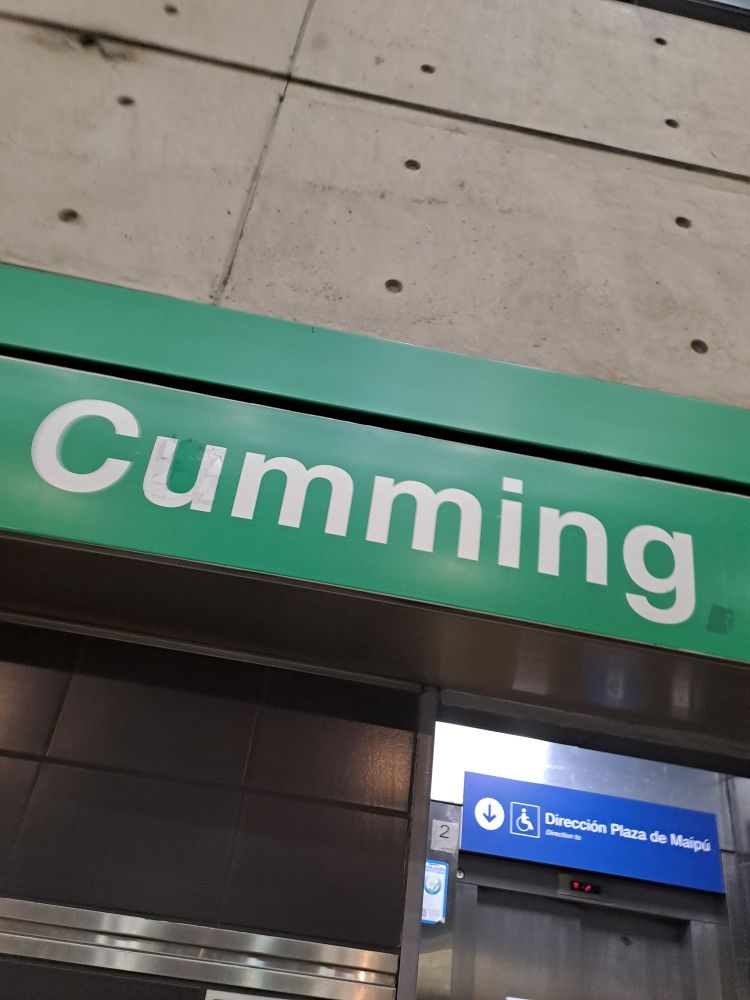 Cumming
Dirección Plaza de Maipú
Direction to
2